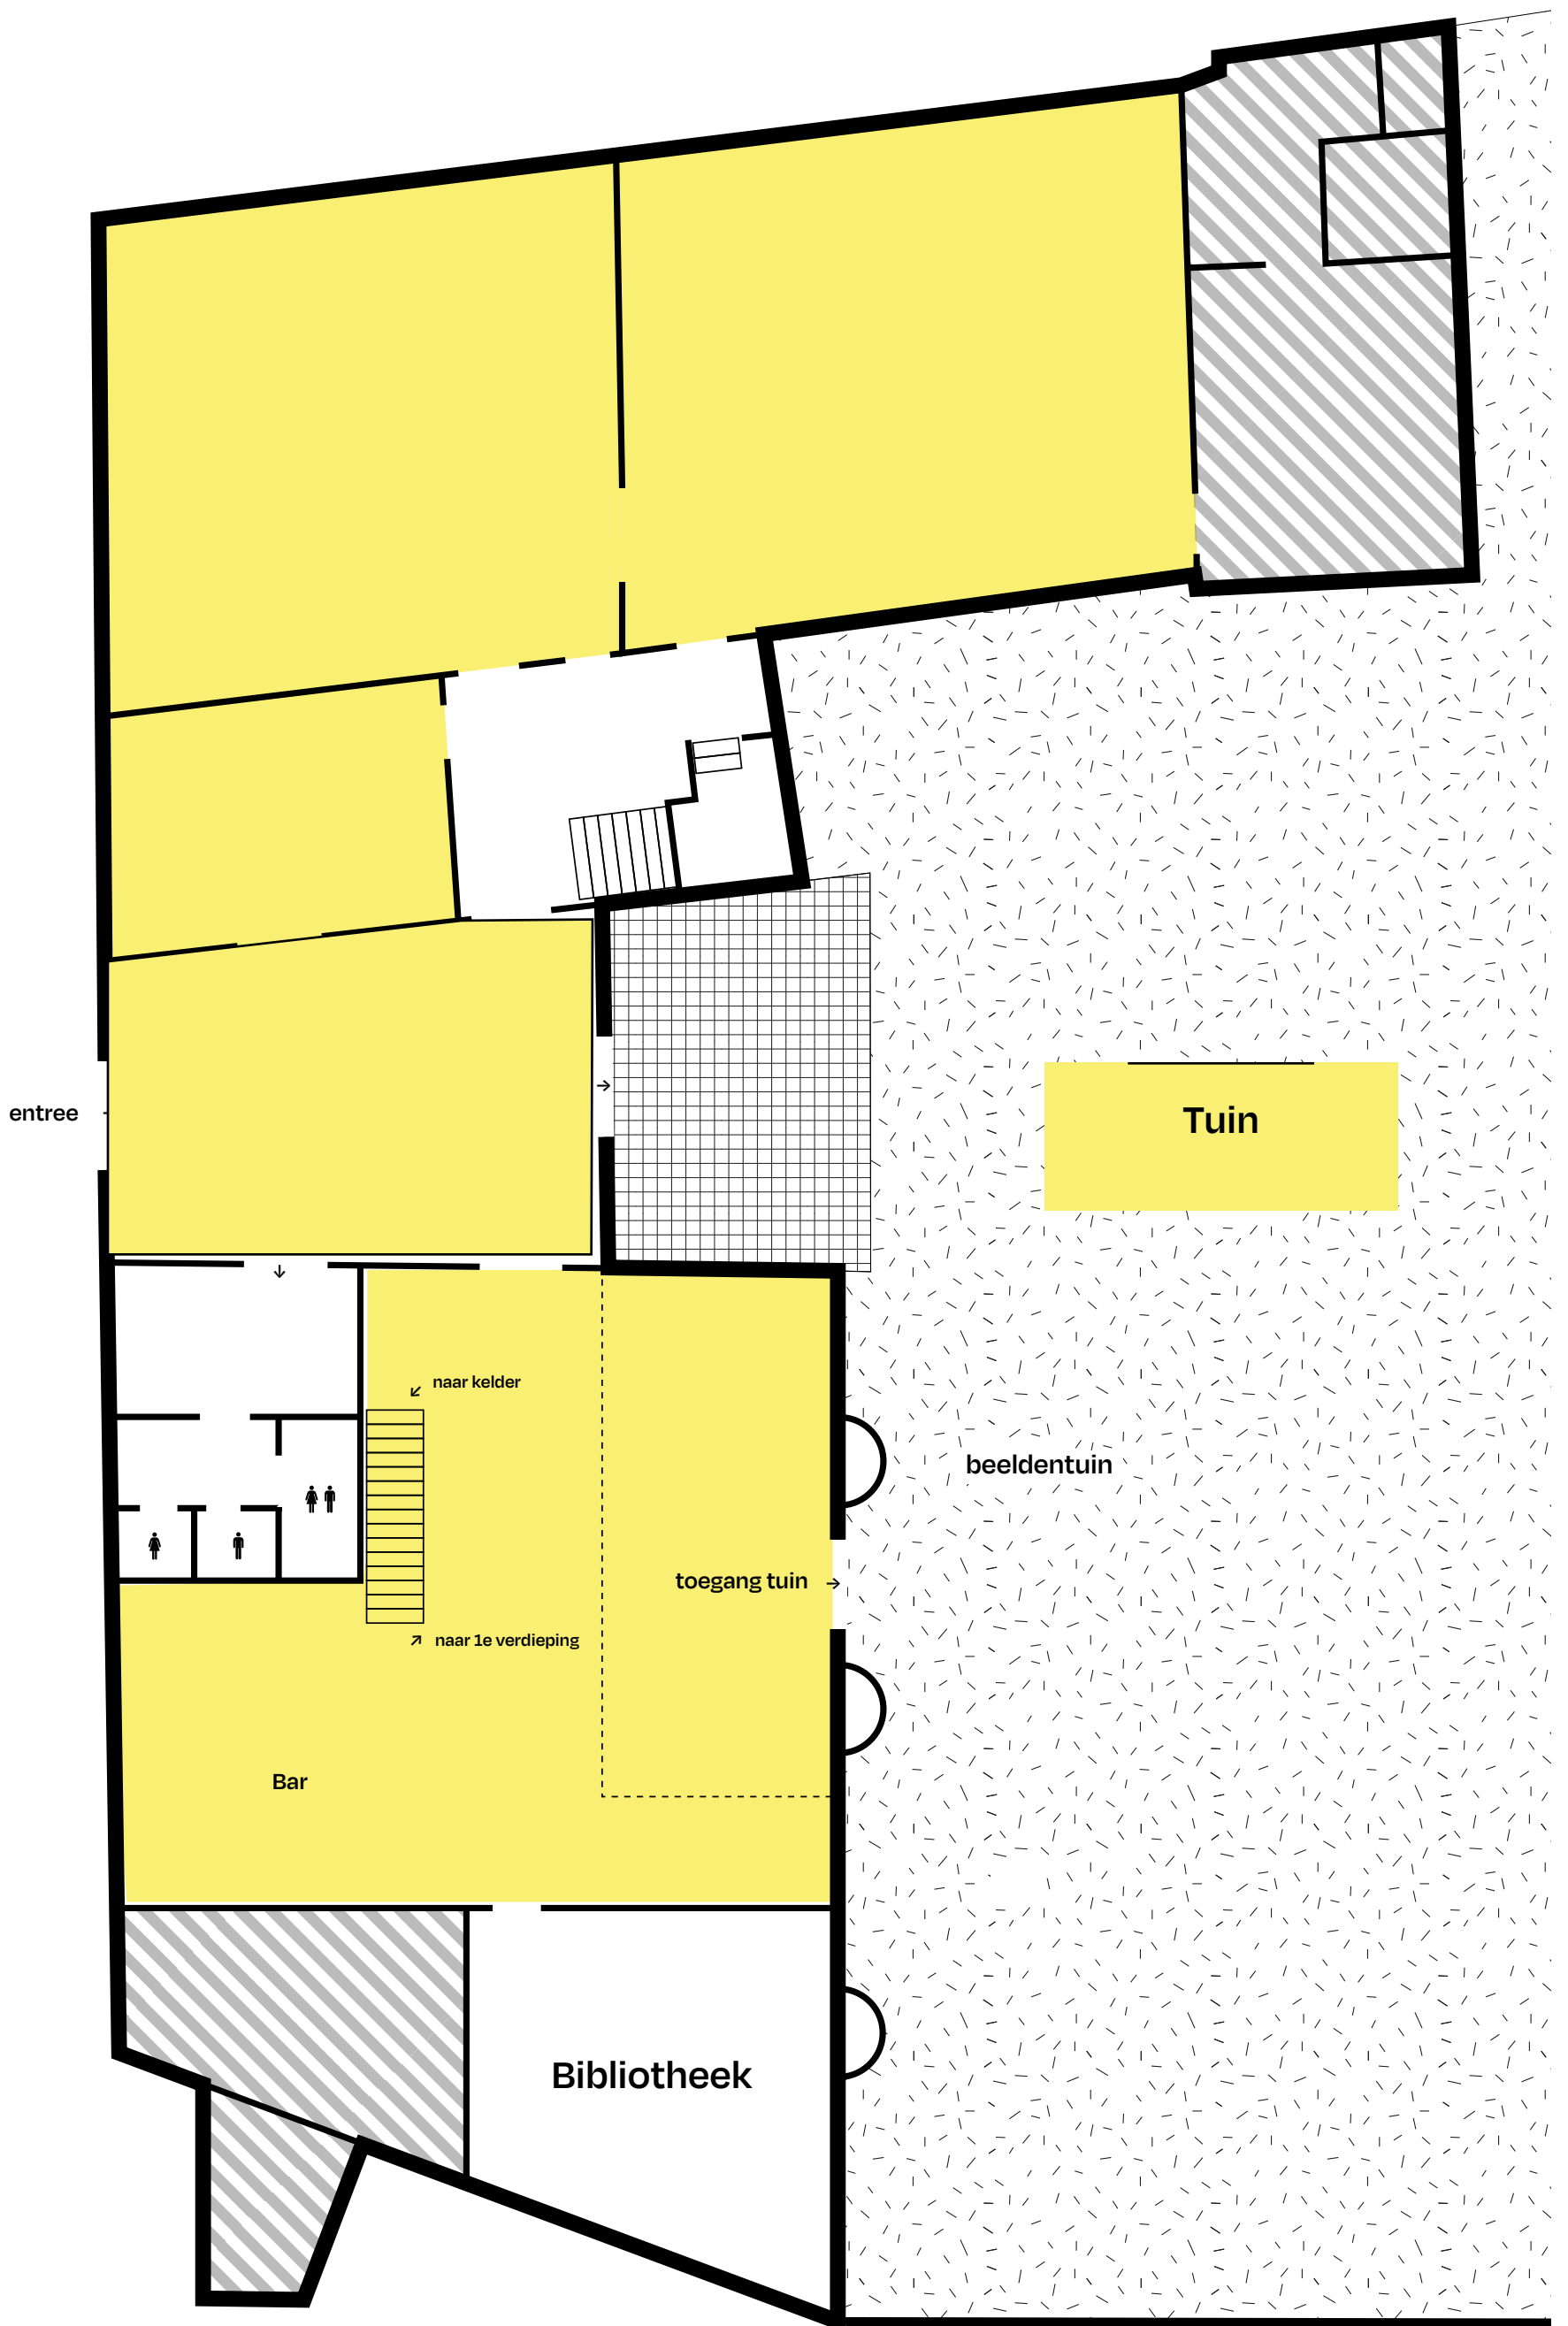 entree
Tuin
naar kelder
beeldentuin
toegang tuin
naar 1e verdieping
Bar
Bibliotheek